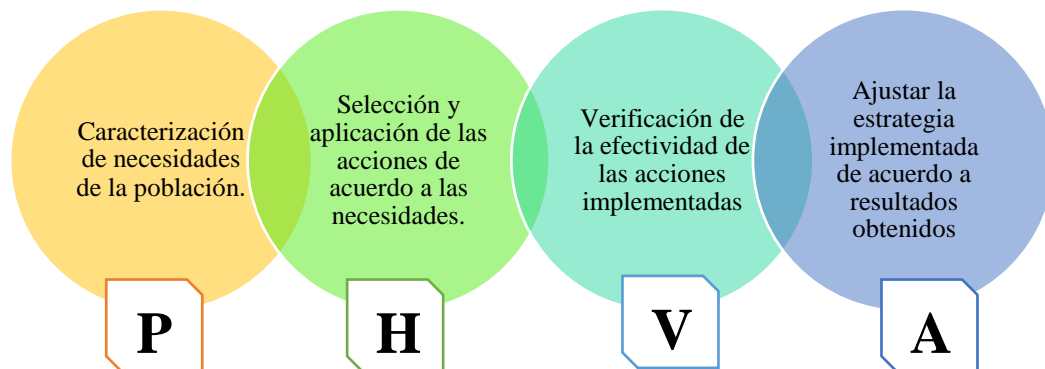 Caracterización
de necesidades
de la población.
Selección y
aplicación de las
acciones de
acuerdo a las
necesidades.
Verificación de
la efectividad de
las acciones
implementadas
Ajustar la
estrategia
implementada
de acuerdo a
resultados
obtenidos
P
H
V
A